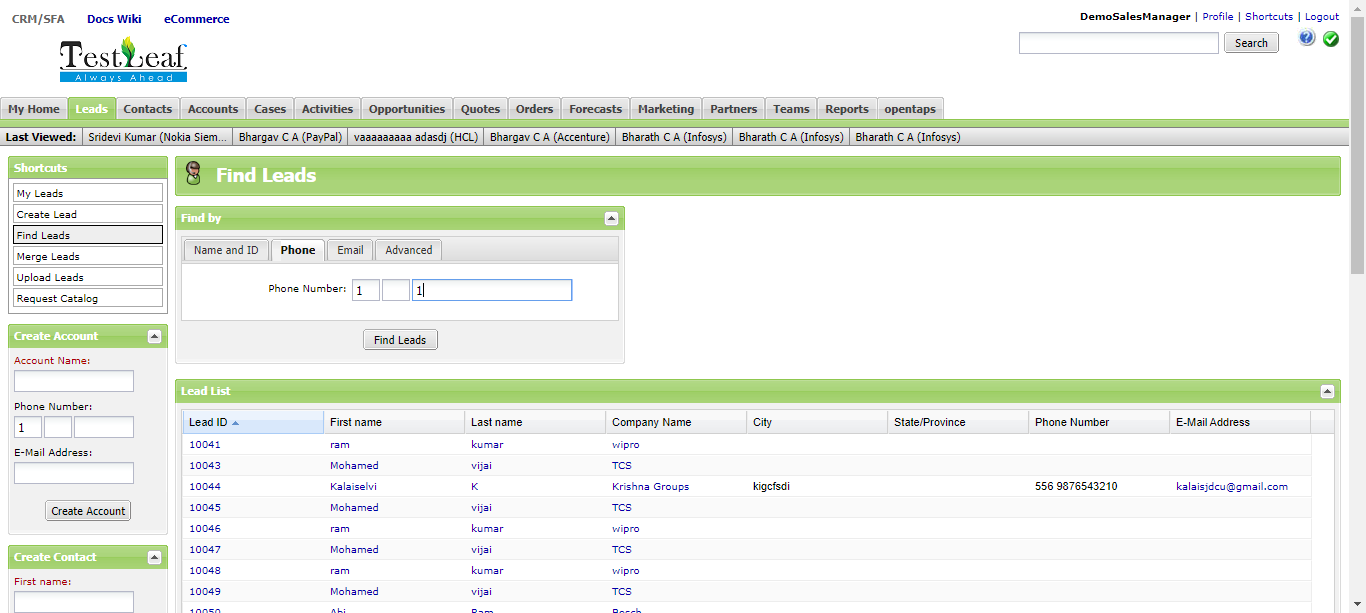 CRM/SFA Docs Wiki eCommerce
DemoSalesManager | Profile | Shortcuts | Logout
TestLeaf
Always Ahead
Search
My Home Leads Contacts Accounts Cases Activities Opportunities Quotes Orders Forecasts Marketing Partners Teams Reports opentaps
Last Viewed: Sridevi Kumar (Nokia Siem... Bhargav C A (PayPal) vaaaaaaaaa adasdj (HCL) Bhargav C A (Accenture) Bharath C A (Infosys) Bharath C A (Infosys) Bharath C A (Infosys)
Shortcuts
My Leads
Create Lead
Find Leads
Merge Leads
Upload Leads
Request Catalog
Create Account
Account Name:
Phone Number:
1
E-Mail Address:
Create Account
Create Contact
First name:
Find Leads
Find by
Name and ID Phone Email Advanced
Phone Number: 1 1
Find Leads
Lead List
Lead ID First name Last name Company Name City State/Province Phone Number E-Mail Address
10041 ram kumar wipro
10043 Mohamed vijai TCS
10044 Kalaiselvi K Krishna Groups kigcfsdi 556 9876543210 kalaisjdcu@gmail.com
10045 Mohamed vijai TCS
10046 ram kumar wipro
10047 Mohamed vijai TCS
10048 ram kumar wipro
10049 Mohamed vijai TCS
10050 Abi Ram Bosch